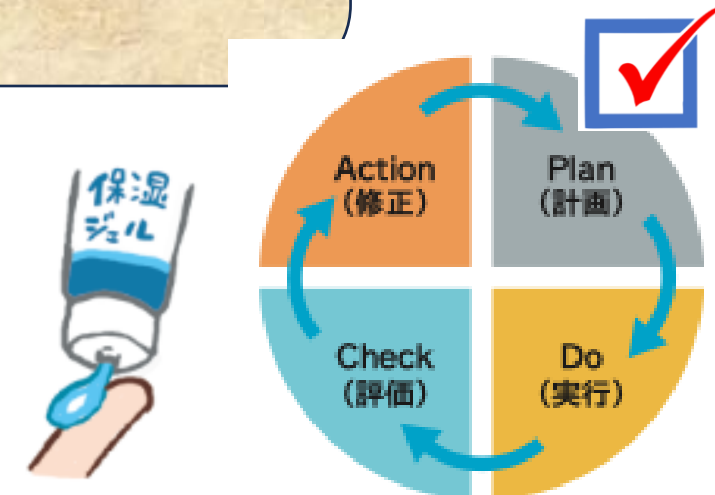 保湿
ジェル
Action
(修正)
Plan
(計画)
Check
(評価)
Do
(実行)